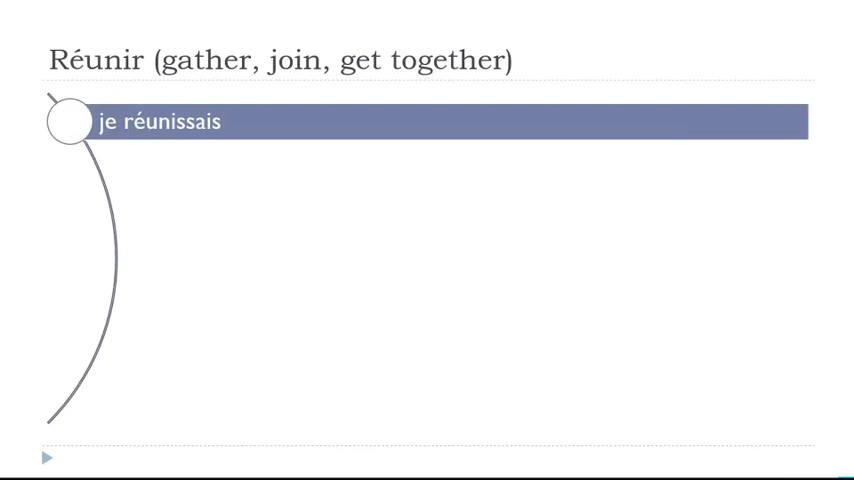 Réunir (gather, join, get together)
je réunissais